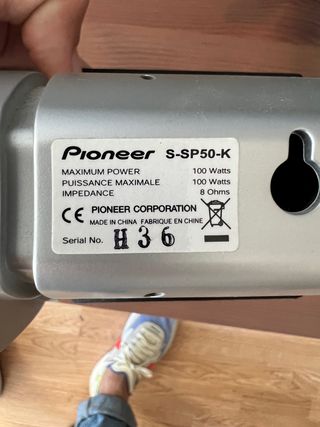 Pioneer S-SP50-K
MAXIMUM POWER 100 Watts
PUISSANCE MAXIMALE 100 Watts
IMPEDANCE 8 Ohms
CE PIONEER CORPORATION
MADE IN CHINA FABRIQUE EN CHINE
Serial No. H36